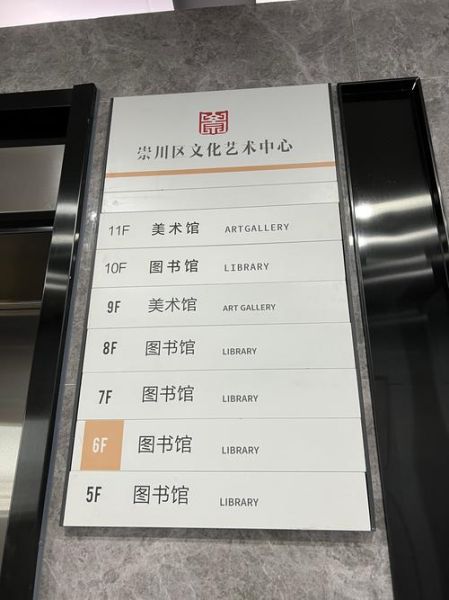 崇
崇川区文化艺术中心
11F 美术馆 ARTGALLERY
10F 图书馆 LIBRARY
9F 美术馆 ART GALLERY
8F 图书馆 LIBRARY
7F 图书馆 LIBRARY
6F 图书馆 LIBRARY
5F 图书馆 LIBRARY